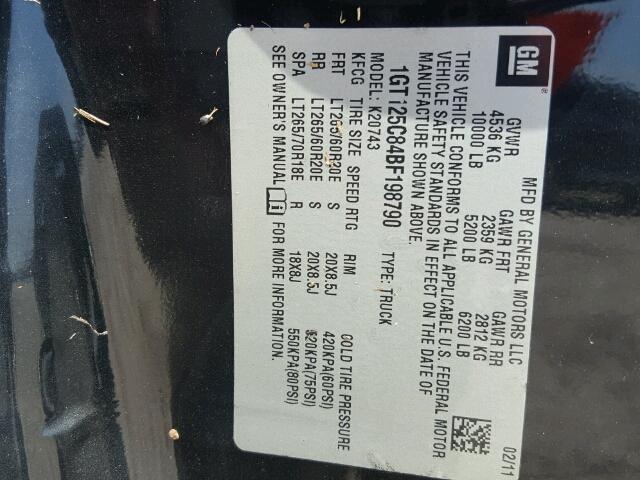 GM
®
MFD BY GENERAL MOTORS LLC
02/11
GVWR GAWR FRT GAWR RR
4536 KG 2359 KG 2812 KG
10000 LB 5200 LB 6200 LB
THIS VEHICLE CONFORMS TO ALL APPLICABLE U.S. FEDERAL MOTOR
VEHICLE SAFETY STANDARDS IN EFFECT ON THE DATE OF
MANUFACTURE SHOWN ABOVE.
1GT125C84BF198790 TYPE: TRUCK
MODEL: K20743
KFCG TIRE SIZE SPEED RTG RIM COLD TIRE PRESSURE
FRT LT265/60R20E S 20X8.5J 420KPA(60PSI)
RR LT265/60R20E S 20X8.5J 520KPA(75PSI)
SPA LT265/70R18E R 18X8J 550KPA(80PSI)
SEE OWNER'S MANUAL FOR MORE INFORMATION.